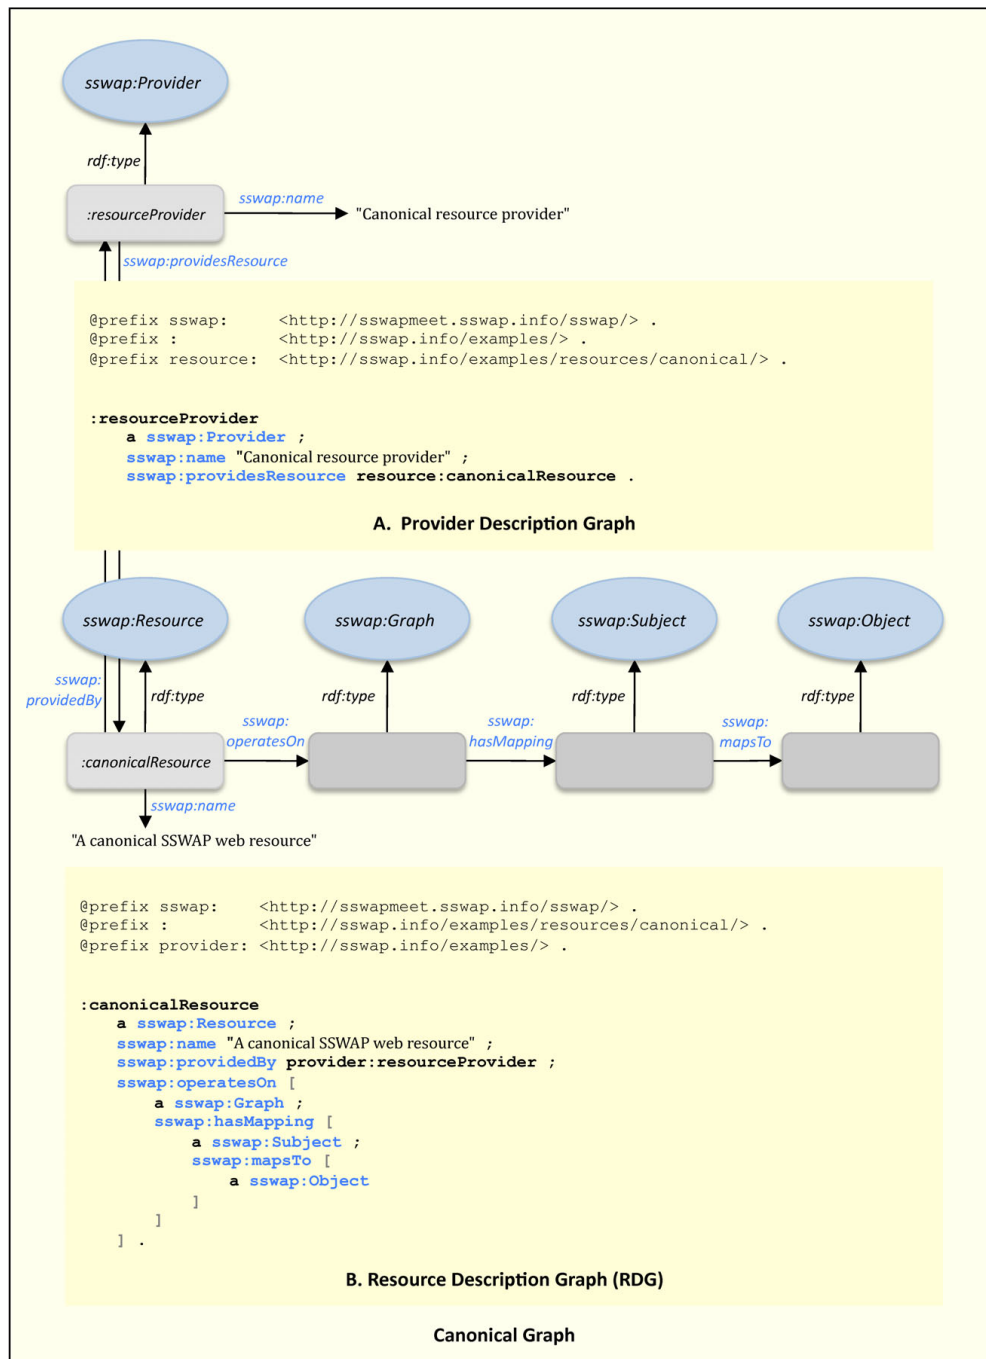 sswap:Provider
rdf:type
:resourceProvider
sswap:name
"Canonical resource provider"
sswap:providesResource
@prefix sswap: <http://sswapmeet.sswap.info/sswap/> .
@prefix : <http://sswap.info/examples/> .
@prefix resource: <http://sswap.info/examples/resources/canonical/> .
:resourceProvider
a sswap:Provider ;
sswap:name "Canonical resource provider" ;
sswap:providesResource resource:canonicalResource .
A. Provider Description Graph
sswap:Resource
sswap:Graph
sswap:Subject
sswap:Object
sswap:
providedBy
rdf:type
rdf:type
rdf:type
rdf:type
:canonicalResource
sswap:
operatesOn
sswap:
hasMapping
sswap:
mapsTo
sswap:name
"A canonical SSWAP web resource"
@prefix sswap: <http://sswapmeet.sswap.info/sswap/> .
@prefix : <http://sswap.info/examples/resources/canonical/> .
@prefix provider: <http://sswap.info/examples/> .
:canonicalResource
a sswap:Resource ;
sswap:name "A canonical SSWAP web resource" ;
sswap:providedBy provider:resourceProvider ;
sswap:operatesOn [
a sswap:Graph ;
sswap:hasMapping [
a sswap:Subject ;
sswap:mapsTo [
a sswap:Object
]
]
] .
B. Resource Description Graph (RDG)
Canonical Graph